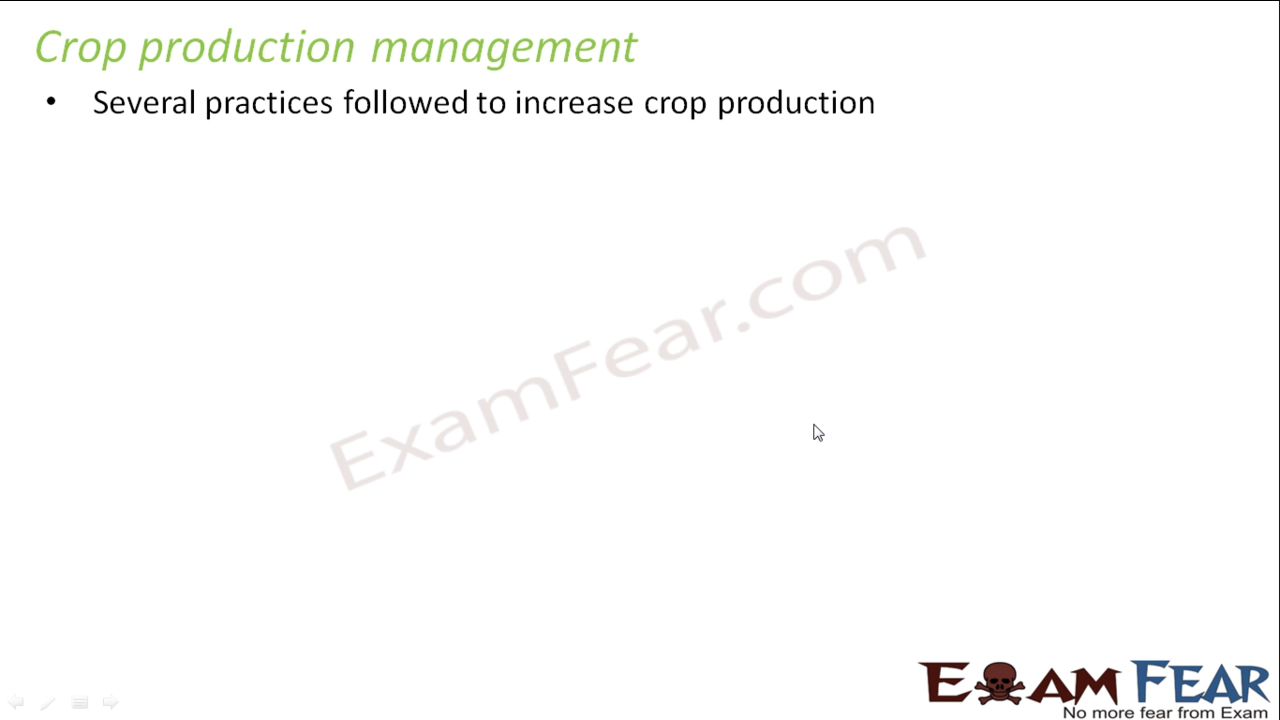 Crop production management
• Several practices followed to increase crop production
ExamFear.com
EXAM FEAR
No more fear from Exam